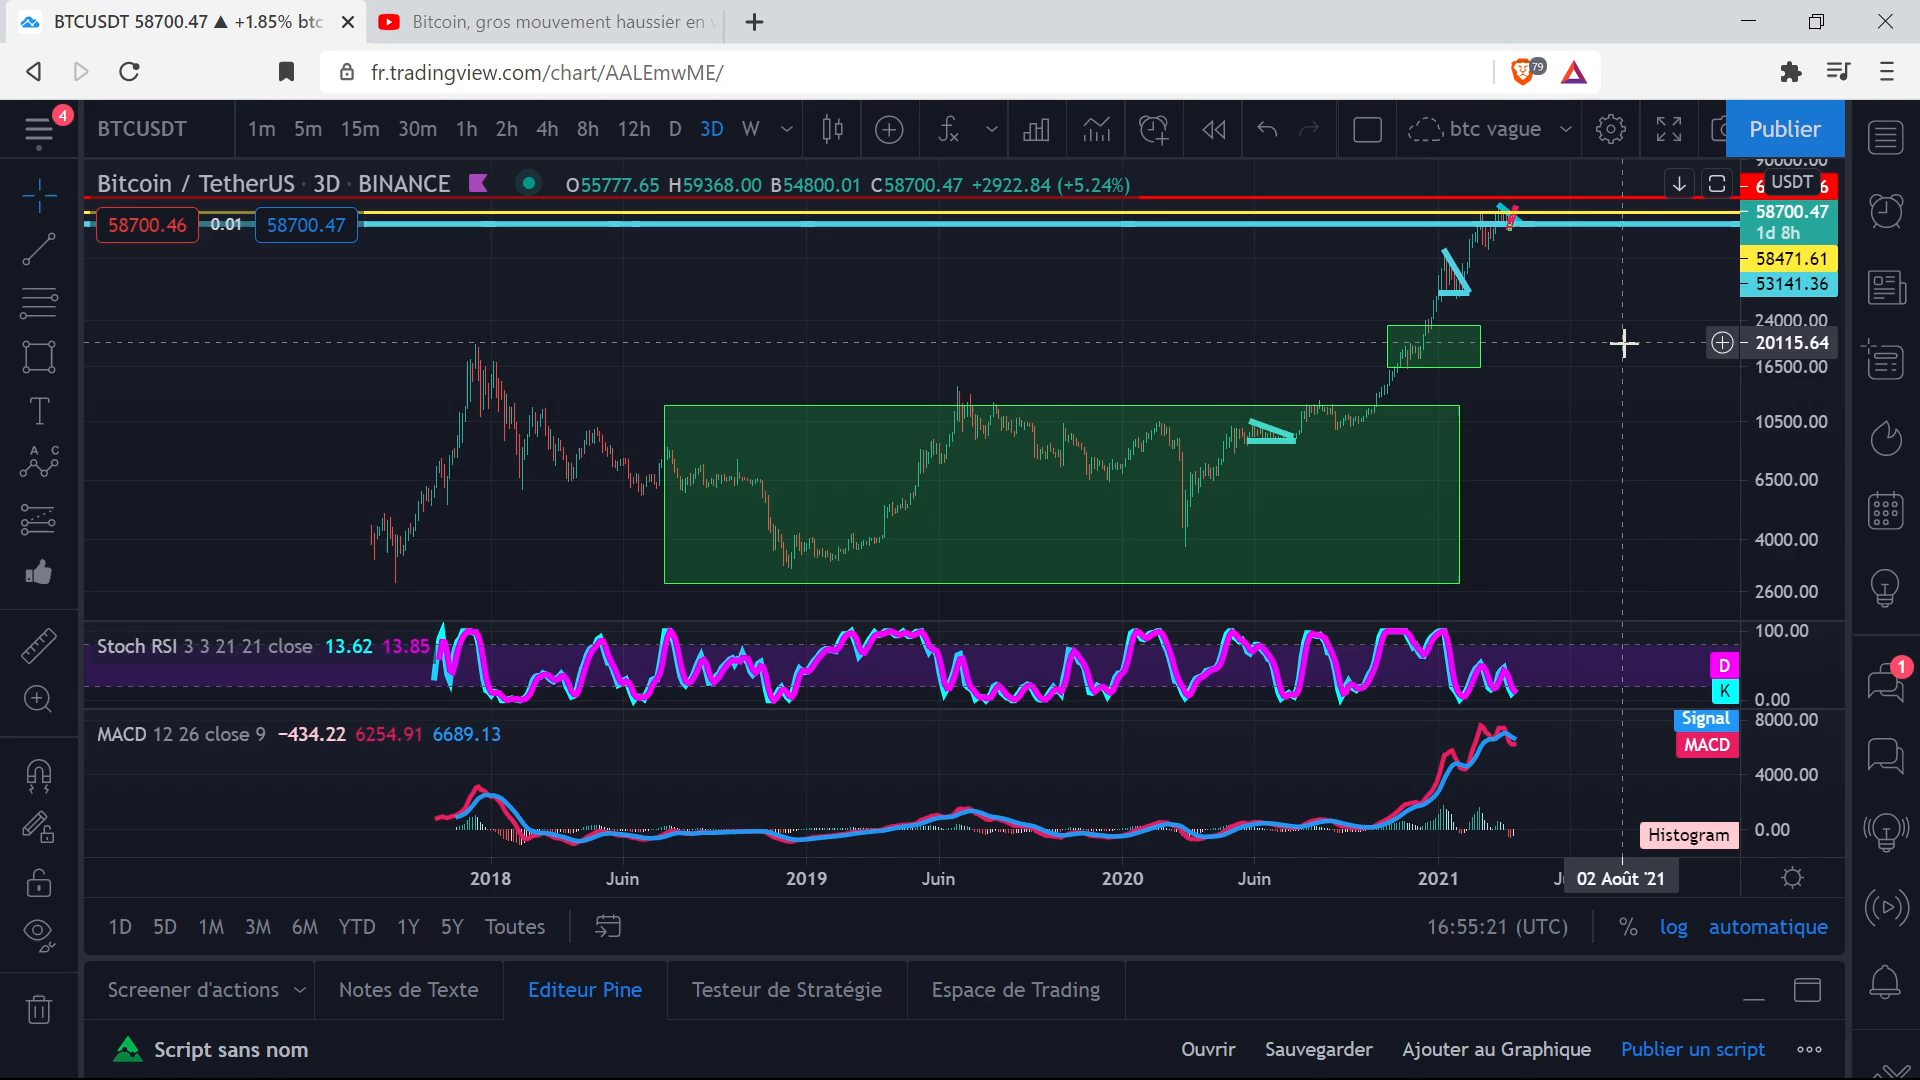 BTCUSDT 58700.47 ▲ +1.85% btc
Bitcoin, gros mouvement haussier en
fr.tradingview.com/chart/AALEmwME/
79
4
BTCUSDT
1m 5m 15m 30m 1h 2h 4h 8h 12h D 3D W
btc vague
Publier
Bitcoin / TetherUS · 3D · BINANCE
O55777.65 H59368.00 B54800.01 C58700.47 +2922.84 (+5.24%)
58700.46 0.01 58700.47
90000.00
USDT
58700.47
1d 8h
58471.61
53141.36
24000.00
20115.64
16500.00
10500.00
6500.00
4000.00
2600.00
Stoch RSI 3 3 21 21 close 13.62 13.85
100.00
D
K
0.00
1
MACD 12 26 close 9 −434.22 6254.91 6689.13
Signal
MACD
8000.00
4000.00
0.00
Histogram
2018 Juin 2019 Juin 2020 Juin 2021 02 Août '21
1D 5D 1M 3M 6M YTD 1Y 5Y Toutes
16:55:21 (UTC) % log automatique
Screener d'actions Notes de Texte Editeur Pine Testeur de Stratégie Espace de Trading
Script sans nom
Ouvrir Sauvegarder Ajouter au Graphique Publier un script